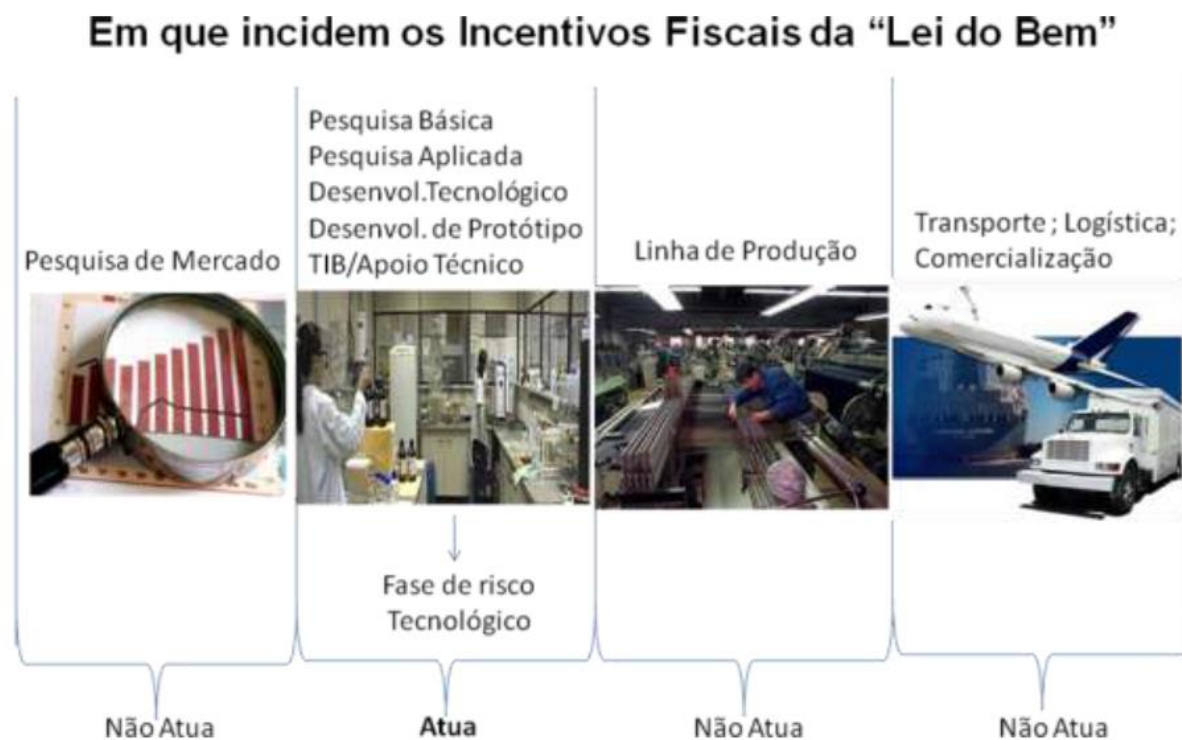 Em que incidem os Incentivos Fiscais da “Lei do Bem”
Pesquisa de Mercado
Pesquisa Básica
Pesquisa Aplicada
Desenvol.Tecnológico
Desenvol. de Protótipo
TIB/Apoio Técnico
Linha de Produção
Transporte ; Logística;
Comercialização
Fase de risco
Tecnológico
Não Atua
Atua
Não Atua
Não Atua